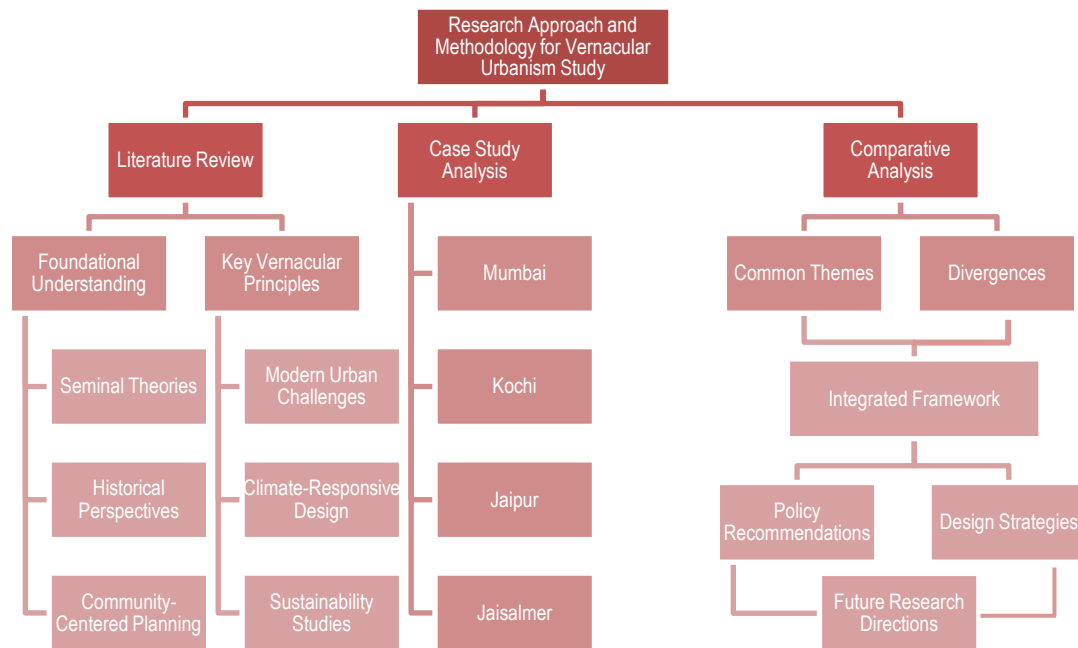 Research Approach and
Methodology for Vernacular
Urbanism Study
Literature Review
Case Study
Analysis
Comparative
Analysis
Foundational
Understanding
Key Vernacular
Principles
Mumbai
Common Themes
Divergences
Seminal Theories
Modern Urban
Challenges
Kochi
Integrated Framework
Historical
Perspectives
Climate-Responsive
Design
Jaipur
Policy
Recommendations
Design Strategies
Community-
Centered Planning
Sustainability
Studies
Jaisalmer
Future Research
Directions